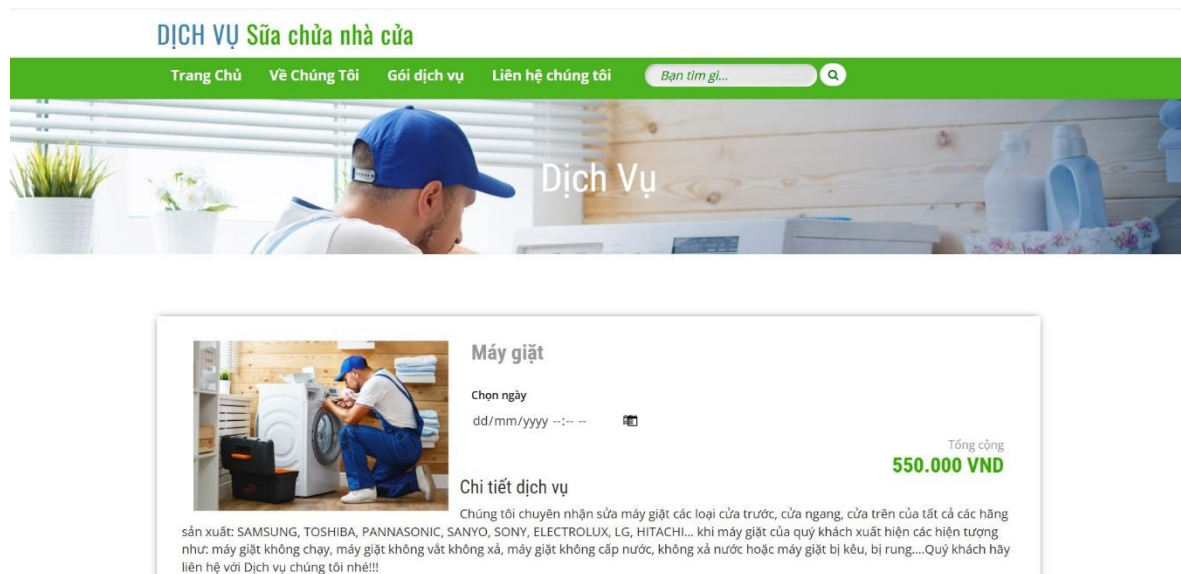 DỊCH VỤ Sữa chửa nhà cửa
Trang Chủ Về Chúng Tôi Gói dịch vụ Liên hệ chúng tôi Bạn tìm gì...
Dịch Vụ
Máy giặt
Chọn ngày
dd/mm/yyyy --:-- --
Tổng cộng
550.000 VND
Chi tiết dịch vụ
Chúng tôi chuyên nhận sửa máy giặt các loại cửa trước, cửa ngang, cửa trên của tất cả các hãng
sản xuất: SAMSUNG, TOSHIBA, PANNASONIC, SANYO, SONY, ELECTROLUX, LG, HITACHI... khi máy giặt của quý khách xuất hiện các hiện tượng
như: máy giặt không chạy, máy giặt không vắt không xả, máy giặt không cấp nước, không xả nước hoặc máy giặt bị kêu, bị rung....Quý khách hãy
liên hệ với Dịch vụ chúng tôi nhé!!!